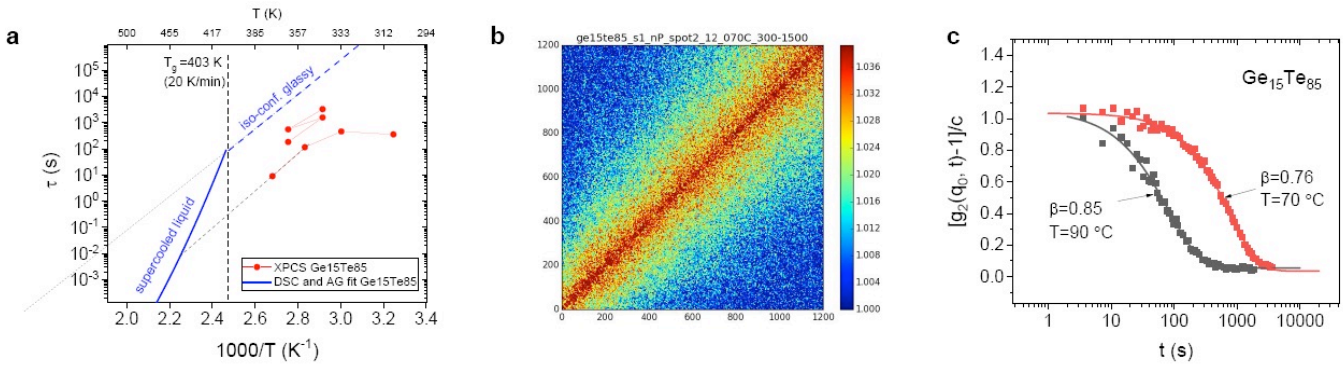 a
T (K)
500 455 417 385 357 333 312 294
T_g =403 K
(20 K/min)
iso-conf. glassy
supercooled liquid
10^5
10^4
10^3
10^2
10^1
10^0
10^-1
10^-2
10^-3
τ (s)
XPCS Ge15Te85
DSC and AG fit Ge15Te85
2.0 2.2 2.4 2.6 2.8 3.0 3.2 3.4
1000/T (K^-1)
b
ge15te85_s1_nP_spot2_12_070C_300-1500
1200
1000
800
600
400
200
0
0 200 400 600 800 1000 1200
1.036
1.032
1.028
1.024
1.020
1.016
1.012
1.008
1.004
1.000
c
Ge_15Te_85
1.4
1.2
1.0
0.8
0.6
0.4
0.2
0.0
[g_2(q_0, t)-1]/c
β=0.76
T=70 °C
β=0.85
T=90 °C
1 10 100 1000 10000
t (s)